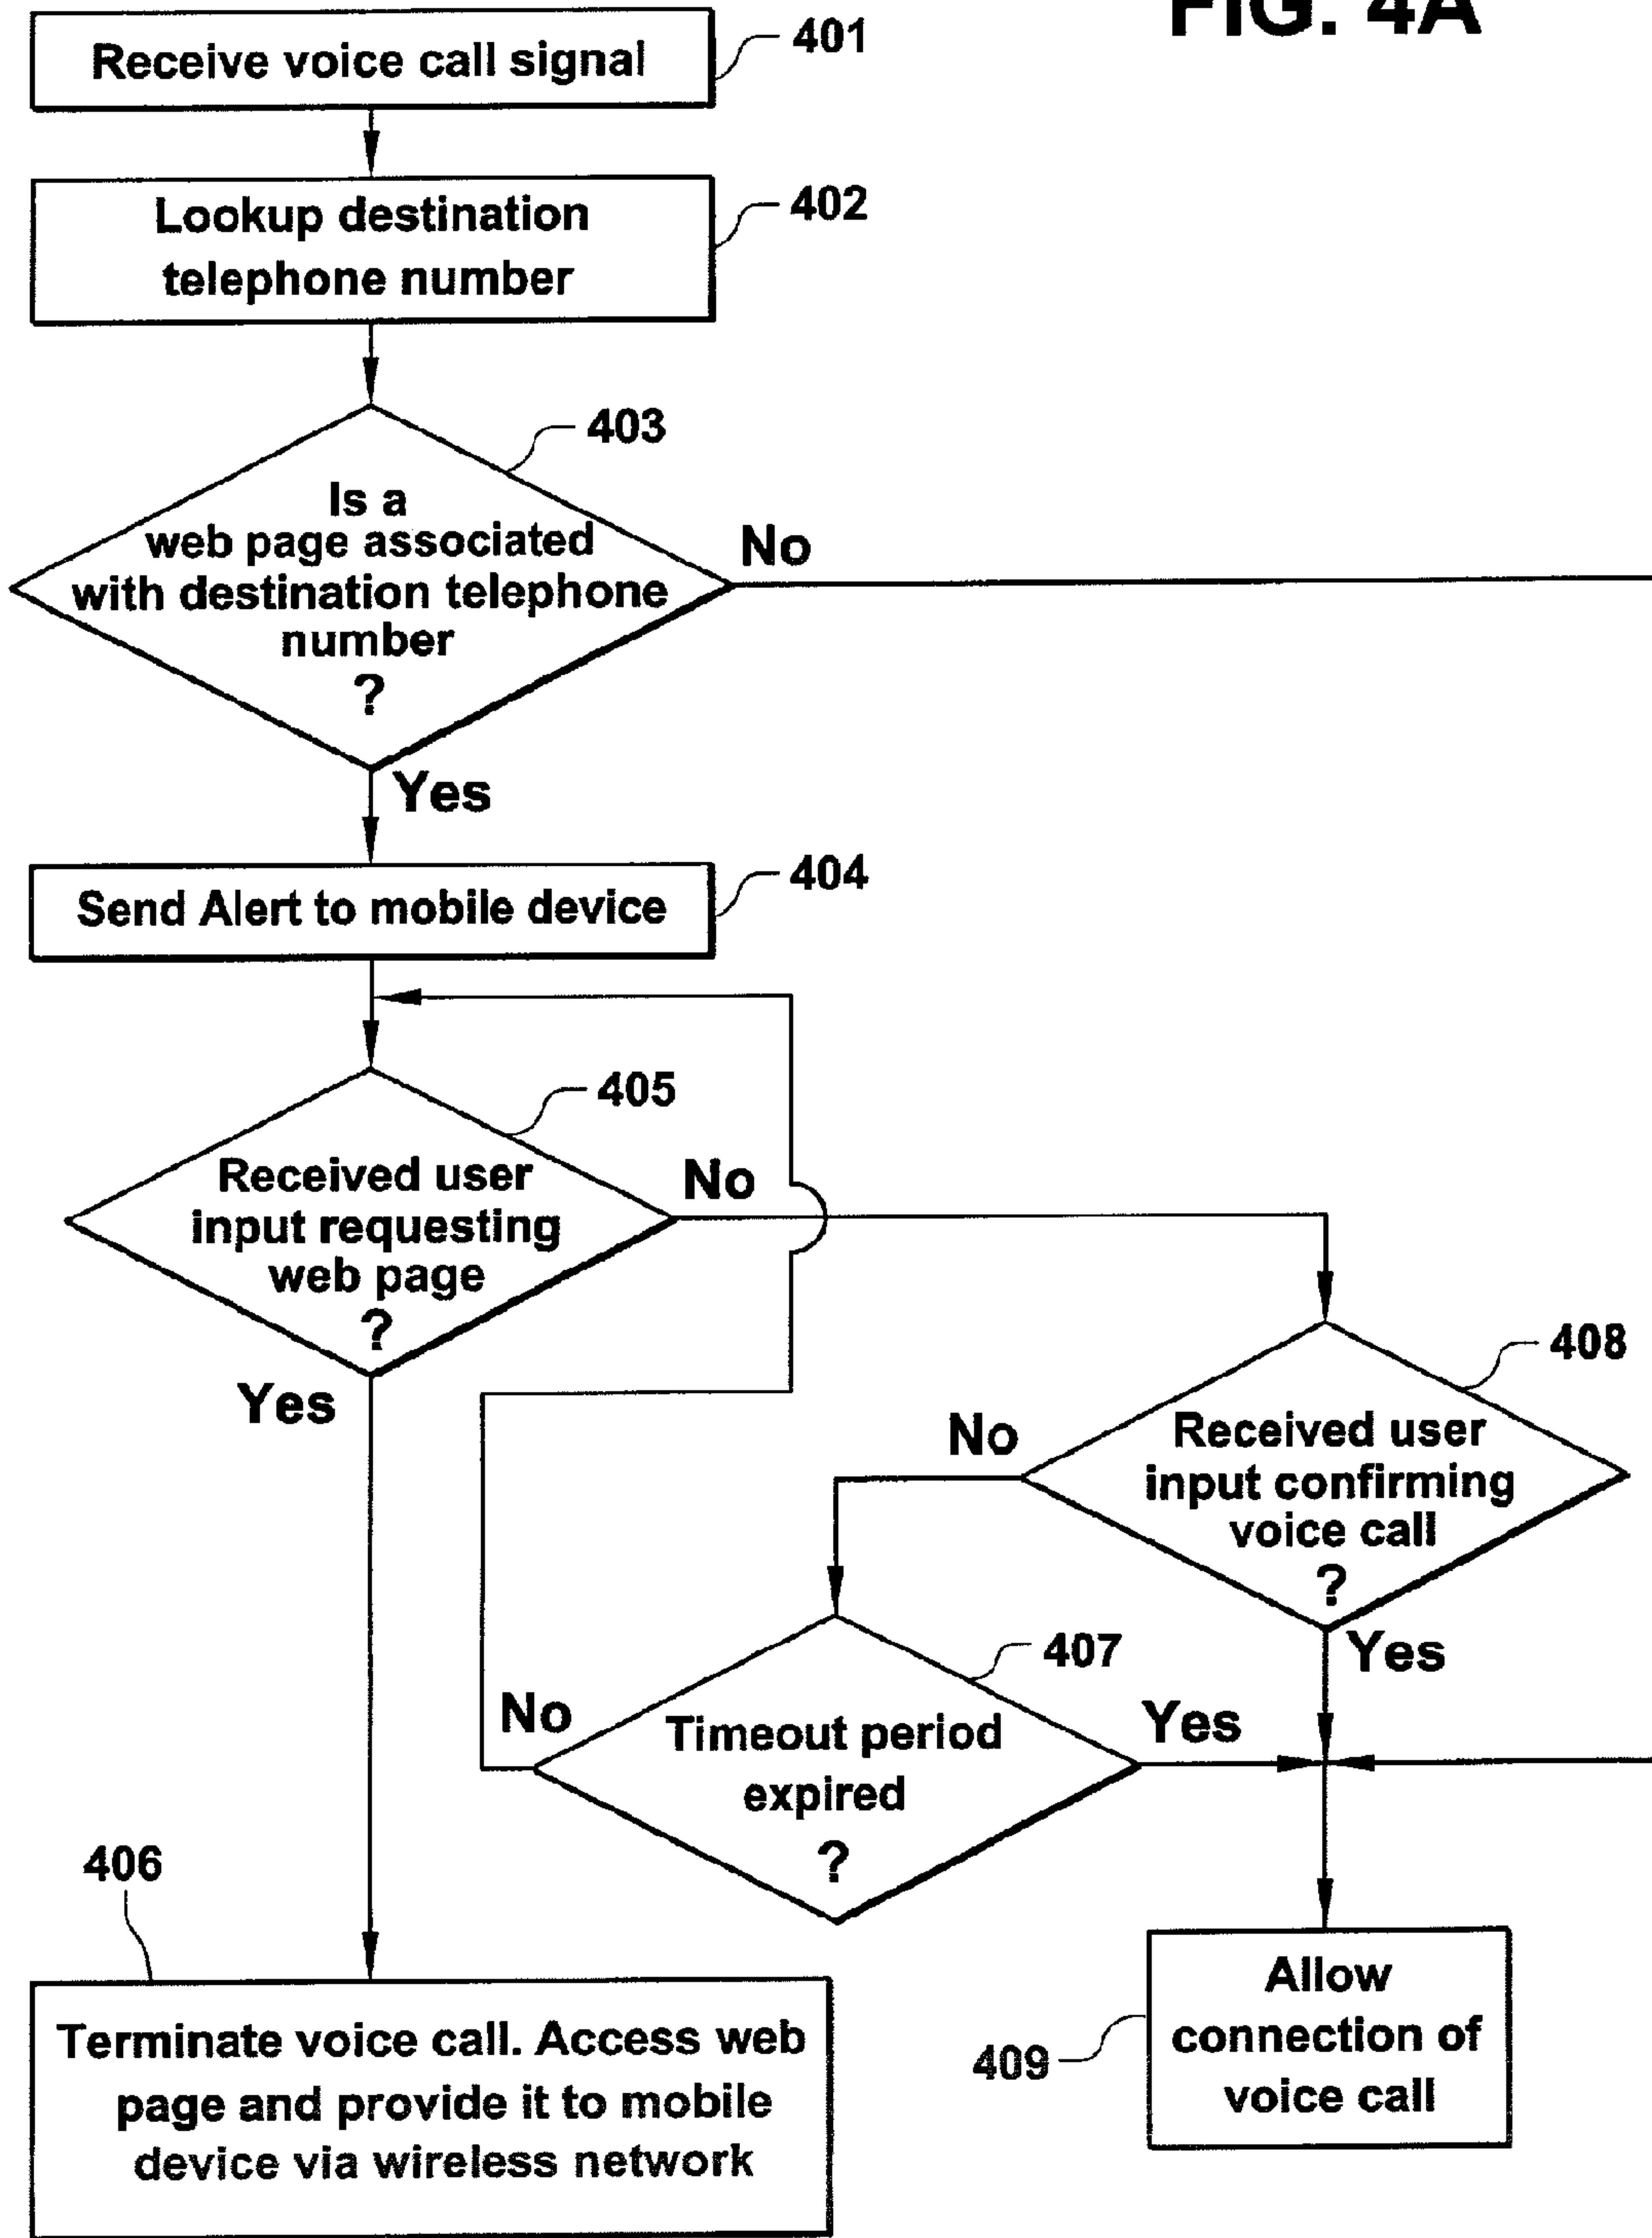 FIG. 4A
Receive voice call signal
401
Lookup destination
telephone number
402
403
Is a
web page associated
with destination telephone
number
?
No
Yes
Send Alert to mobile device
404
405
Received user
input requesting
web page
?
No
Yes
408
Received user
input confirming
voice call
?
No
Yes
407
Timeout period
expired
?
No
Yes
406
Terminate voice call. Access web
page and provide it to mobile
device via wireless network
Allow
connection of
voice call
409